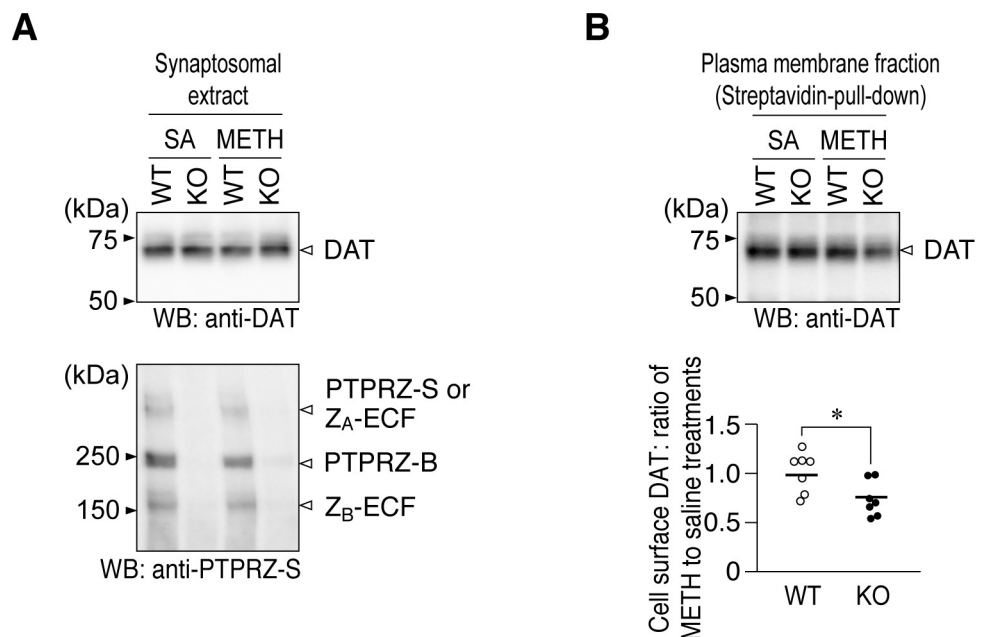 A
Synaptosomal
extract
SA METH
WT KO WT KO
(kDa)
75
DAT
50
WB: anti-DAT
(kDa)
PTPRZ-S or
ZA-ECF
250
PTPRZ-B
150
ZB-ECF
WB: anti-PTPRZ-S
B
Plasma membrane fraction
(Streptavidin-pull-down)
SA METH
WT KO WT KO
(kDa)
75
DAT
50
WB: anti-DAT
Cell surface DAT: ratio of
METH to saline treatments
1.5
1.0
0.5
0
*
WT KO